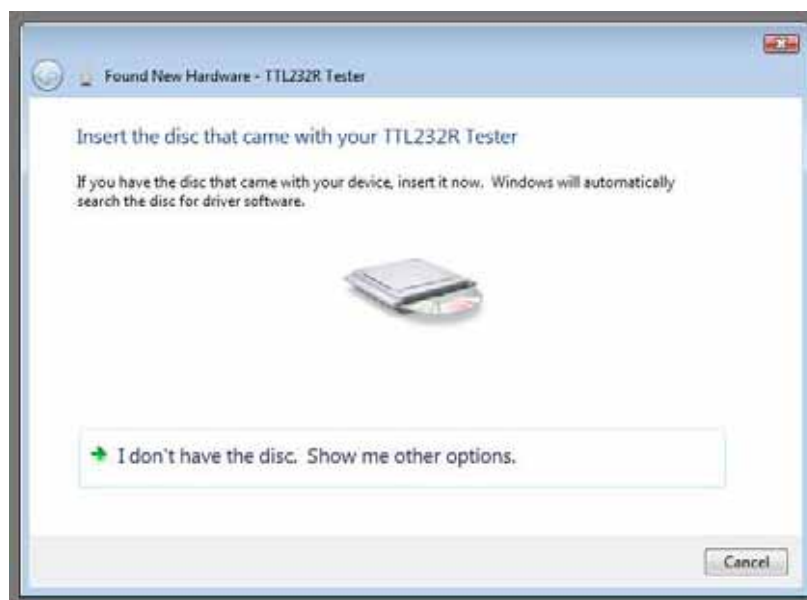 Found New Hardware - TTL232R Tester
Insert the disc that came with your TTL232R Tester
If you have the disc that came with your device, insert it now. Windows will automatically
search the disc for driver software.
I don't have the disc. Show me other options.
Cancel